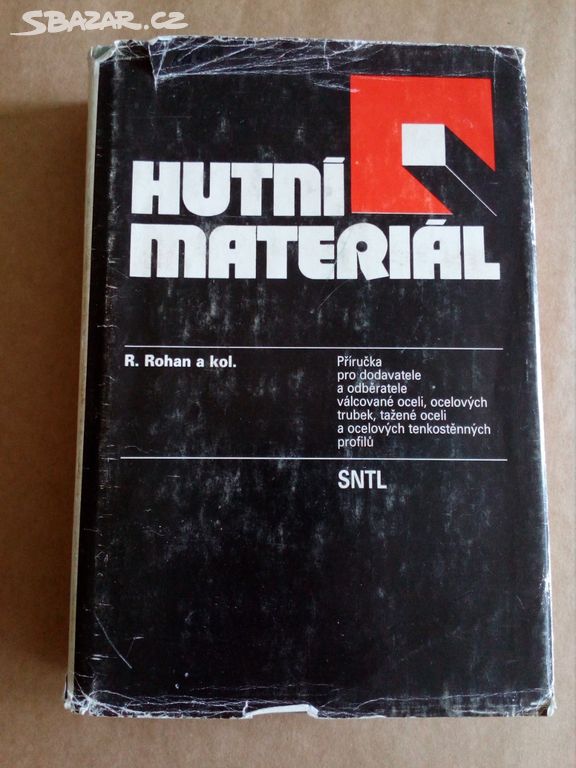 SBAZAR.CZ
HUTNÍ
MATERIÁL
R. Rohan a kol.
Příručka
pro dodavatele
a odběratele
válcované oceli, ocelových
trubek, tažené oceli
a ocelových tenkostěnných
profilů
SNTL